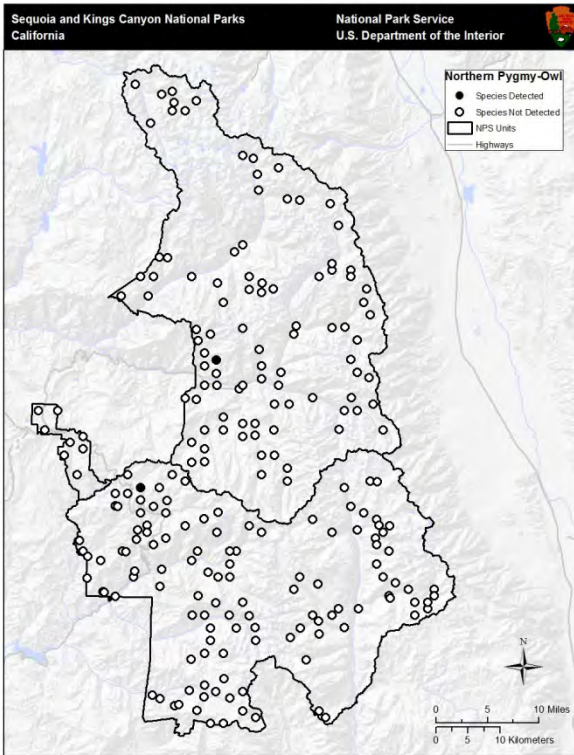 Sequoia and Kings Canyon National Parks
California
National Park Service
U.S. Department of the Interior
Northern Pygmy-Owl
Species Detected
Species Not Detected
NPS Units
Highways
N
0 5 10 Miles
0 5 10 Kilometers